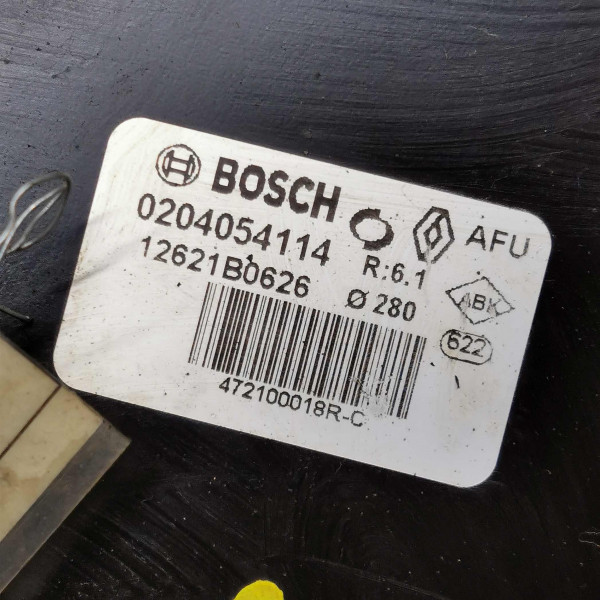 BOSCH
0204054114
R:6.1
AFU
12621B0626
Ø 280
ABK
622
472100018R-C